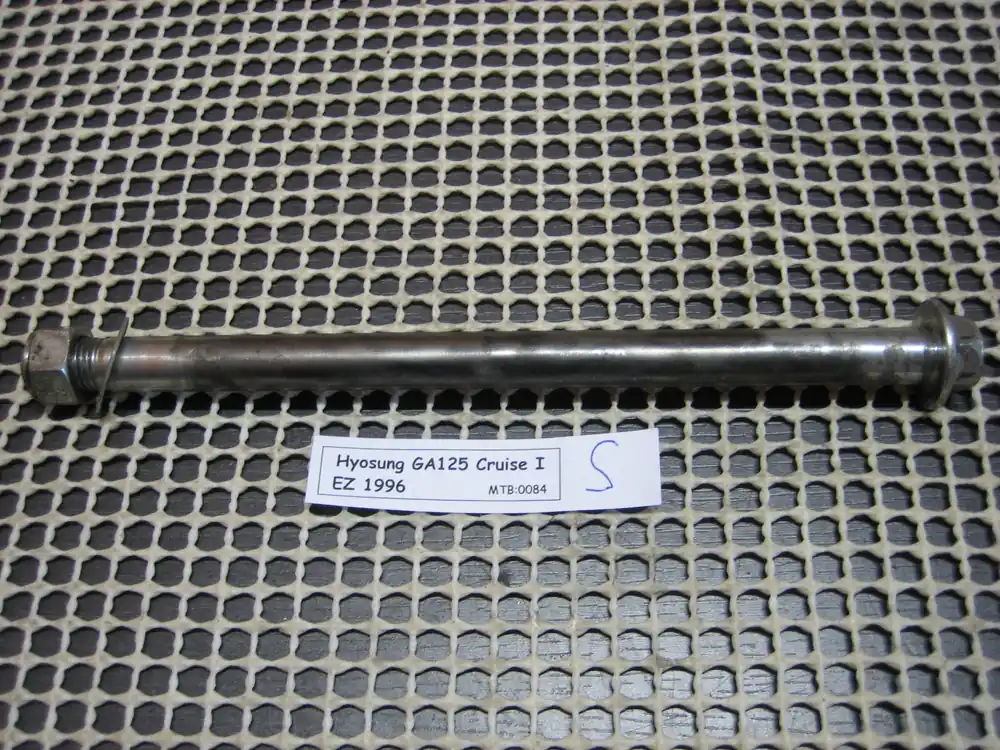 Hyosung GA125 Cruise I
EZ 1996
MTB:0084
S